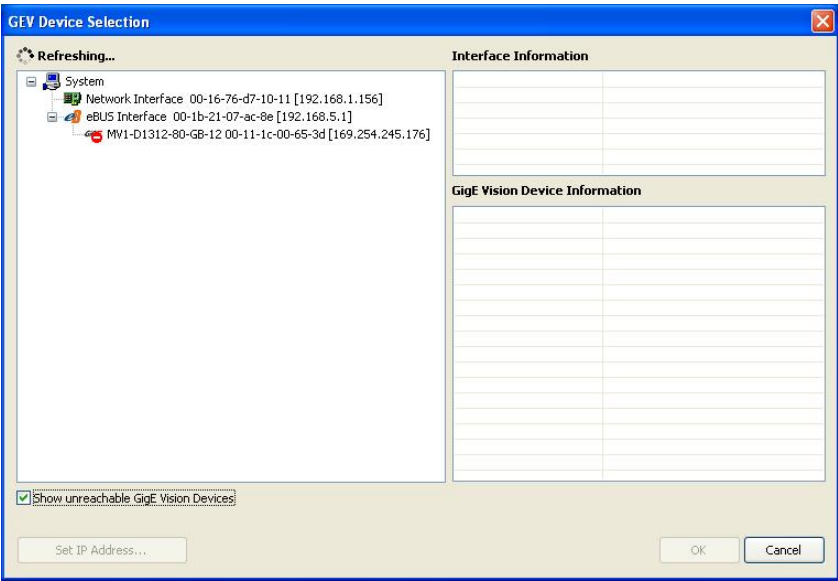 GEV Device Selection
Refreshing...
System
Network Interface 00-16-76-d7-10-11 [192.168.1.156]
eBUS Interface 00-1b-21-07-ac-8e [192.168.5.1]
MV1-D1312-80-GB-12 00-11-1c-00-65-3d [169.254.245.176]
Show unreachable GigE Vision Devices
Set IP Address...
Interface Information
GigE Vision Device Information
OK
Cancel